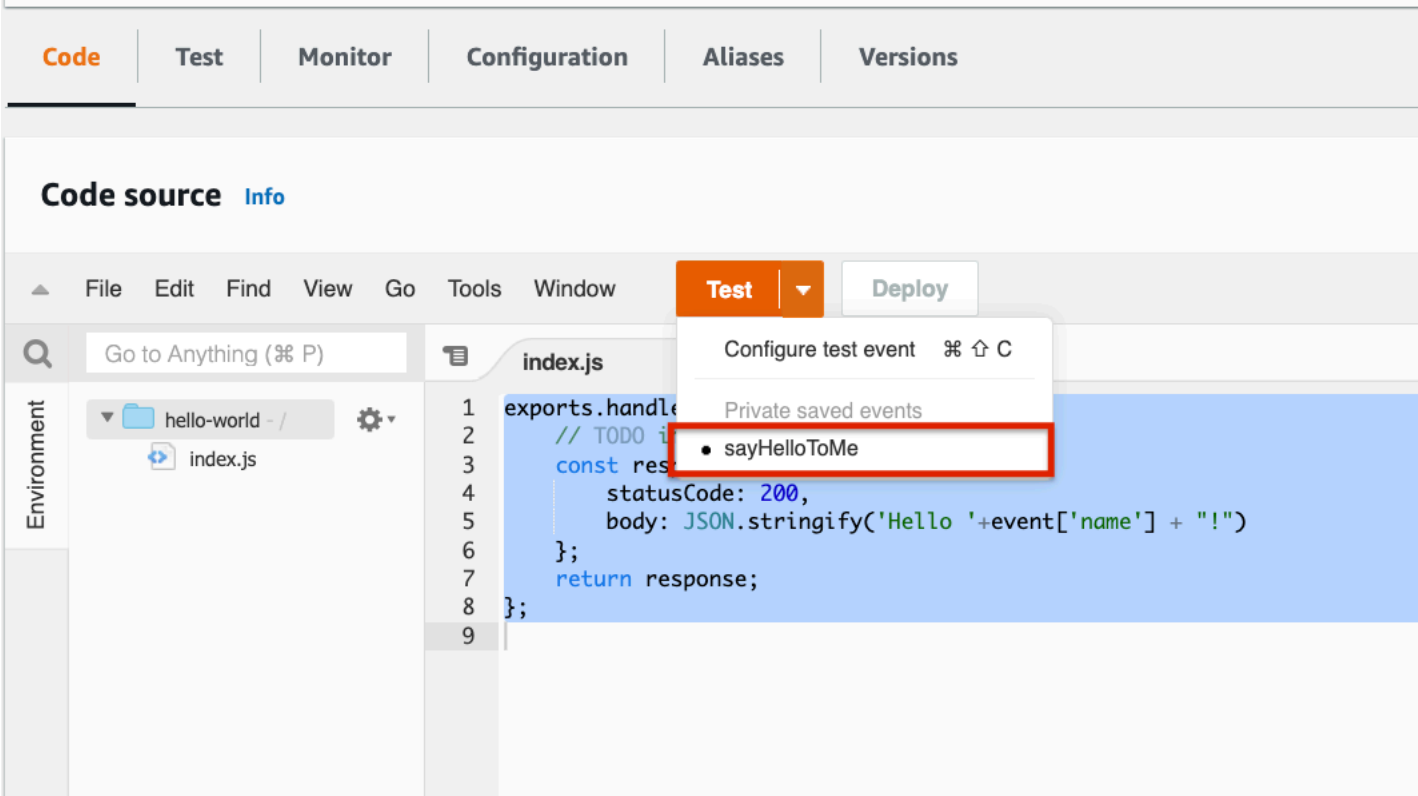 Code Test Monitor Configuration Aliases Versions
Code source Info
File Edit Find View Go Tools Window Test Deploy
Go to Anything (⌘ P)
Configure test event ⌘ ⇧ C
Private saved events
sayHelloToMe
Environment
hello-world - /
index.js
index.js
1 exports.handle
2 // TODO i
3 const res
4 statusCode: 200,
5 body: JSON.stringify('Hello '+event['name'] + "!")
6 };
7 return response;
8 };
9